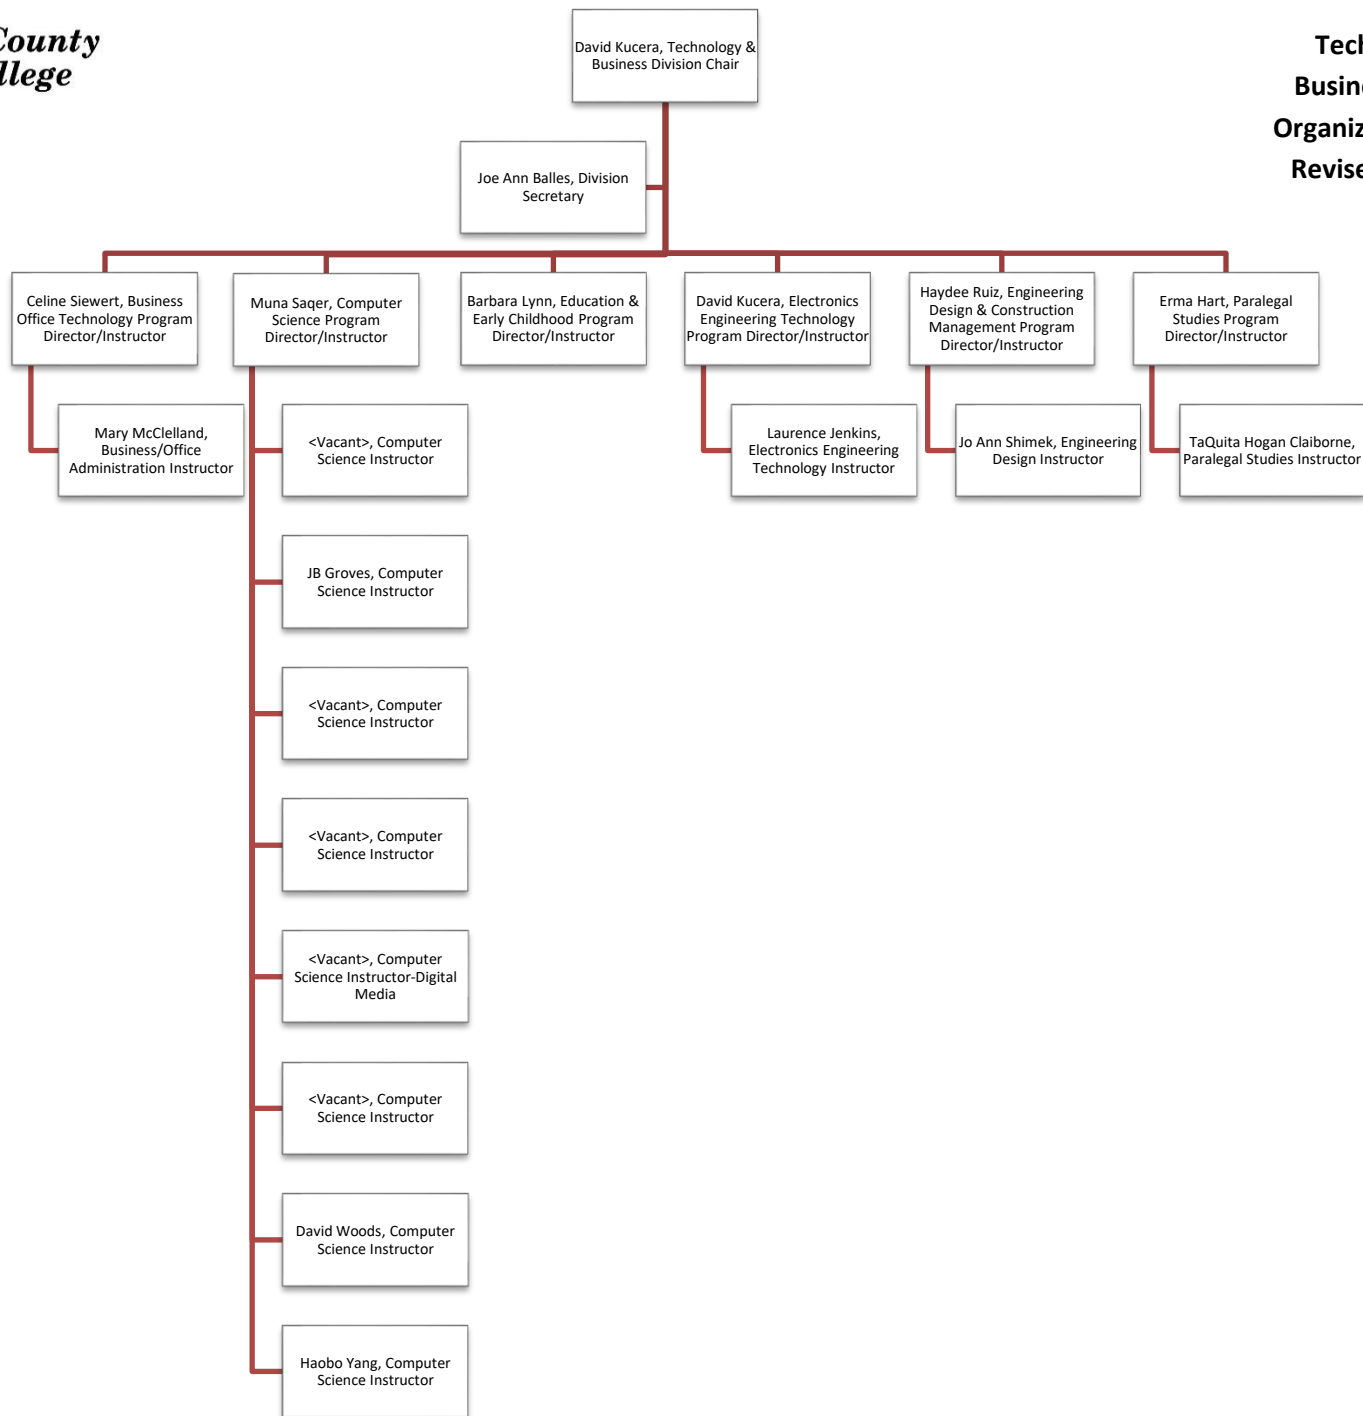 County
llege
David Kucera, Technology &
Business Division Chair
Tech
Busin
Organiz
Revise
Joe Ann Balles, Division
Secretary
Celine Siewert, Business
Office Technology Program
Director/Instructor
Muna Saqer, Computer
Science Program
Director/Instructor
Barbara Lynn, Education &
Early Childhood Program
Director/Instructor
David Kucera, Electronics
Engineering Technology
Program Director/Instructor
Haydee Ruiz, Engineering
Design & Construction
Management Program
Director/Instructor
Erma Hart, Paralegal
Studies Program
Director/Instructor
Mary McClelland,
Business/Office
Administration Instructor
<Vacant>, Computer
Science Instructor
Laurence Jenkins,
Electronics Engineering
Technology Instructor
Jo Ann Shimek, Engineering
Design Instructor
TaQuita Hogan Claiborne,
Paralegal Studies Instructor
JB Groves, Computer
Science Instructor
<Vacant>, Computer
Science Instructor
<Vacant>, Computer
Science Instructor
<Vacant>, Computer
Science Instructor-Digital
Media
<Vacant>, Computer
Science Instructor
David Woods, Computer
Science Instructor
Haobo Yang, Computer
Science Instructor